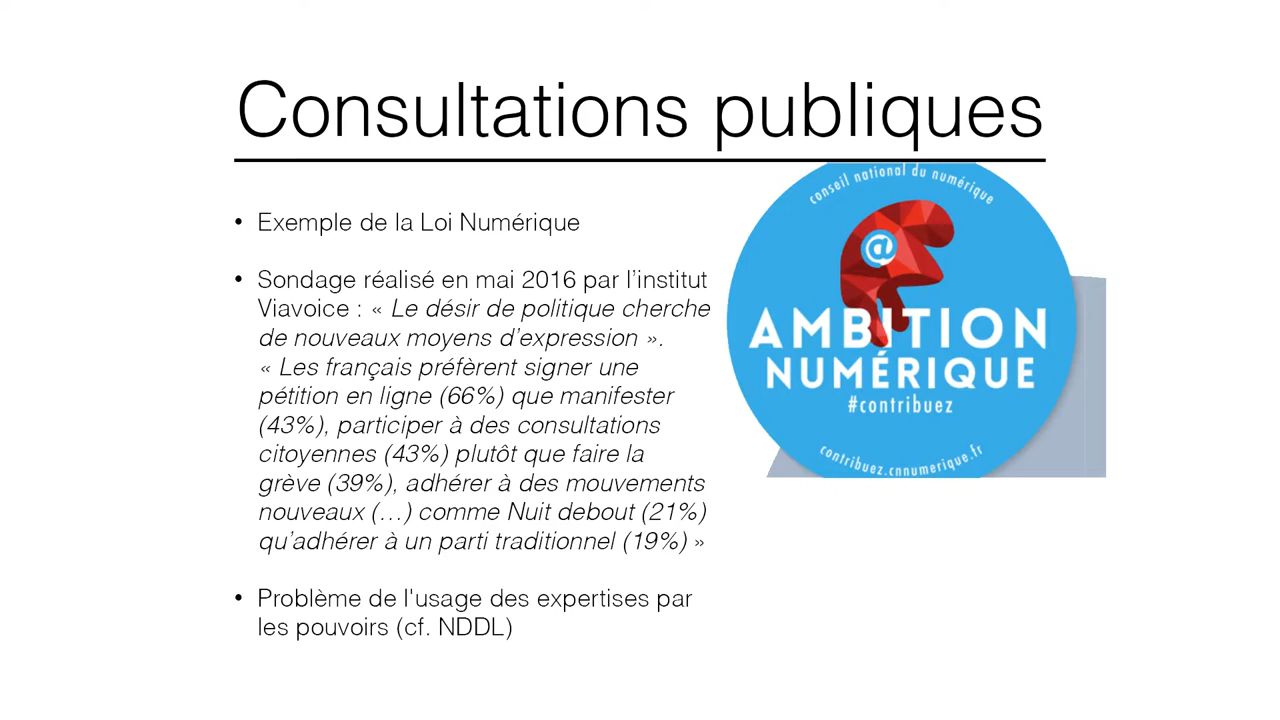 Consultations publiques
• Exemple de la Loi Numérique
• Sondage réalisé en mai 2016 par l'institut
Viavoice : « Le désir de politique cherche
de nouveaux moyens d'expression ».
« Les français préfèrent signer une
pétition en ligne (66%) que manifester
(43%), participer à des consultations
citoyennes (43%) plutôt que faire la
grève (39%), adhérer à des mouvements
nouveaux (…) comme Nuit debout (21%)
qu'adhérer à un parti traditionnel (19%) »
• Problème de l'usage des expertises par
les pouvoirs (cf. NDDL)
conseil national du numérique
@
AMBITION
NUMÉRIQUE
#contribuez
contribuez.cnnumerique.fr